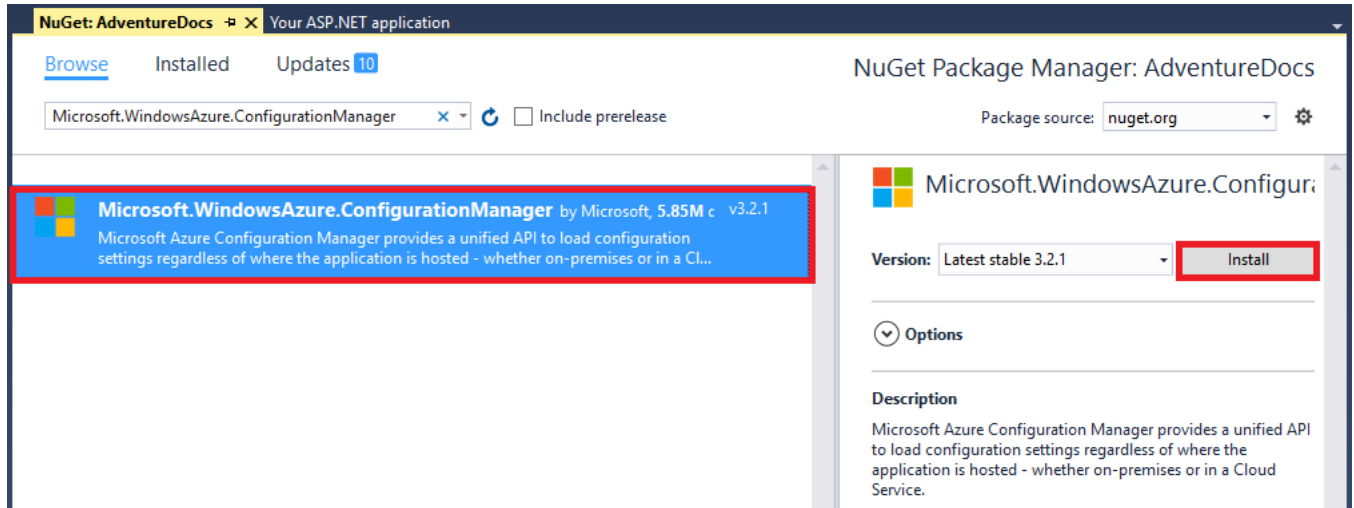 NuGet: AdventureDocs
Your ASP.NET application
Browse Installed Updates 10
NuGet Package Manager: AdventureDocs
Microsoft.WindowsAzure.ConfigurationManager
Include prerelease
Package source: nuget.org
Microsoft.WindowsAzure.ConfigurationManager by Microsoft, 5.85M c v3.2.1
Microsoft Azure Configuration Manager provides a unified API to load configuration
settings regardless of where the application is hosted - whether on-premises or in a Cl...
Microsoft.WindowsAzure.Configura
Version: Latest stable 3.2.1
Install
Options
Description
Microsoft Azure Configuration Manager provides a unified API
to load configuration settings regardless of where the
application is hosted - whether on-premises or in a Cloud
Service.